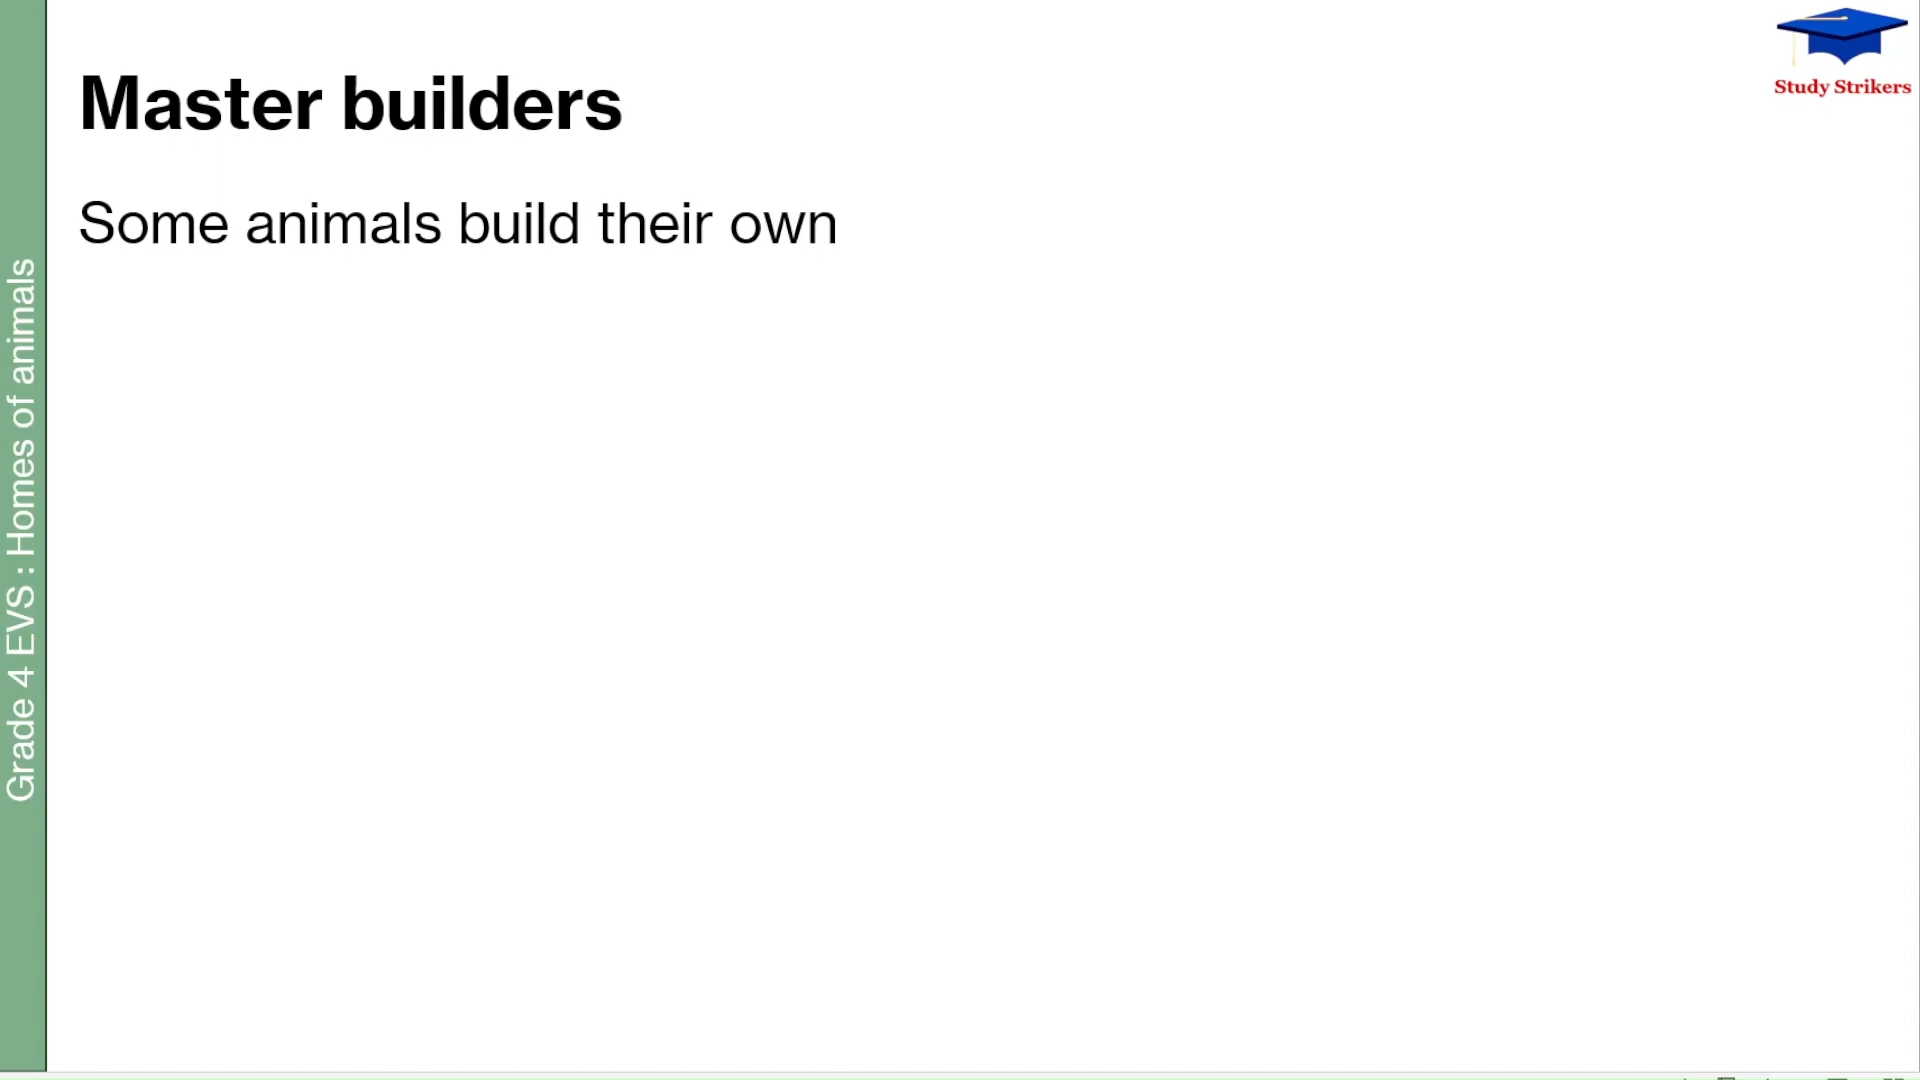 Study Strikers
Master builders
Some animals build their own
Grade 4 EVS : Homes of animals